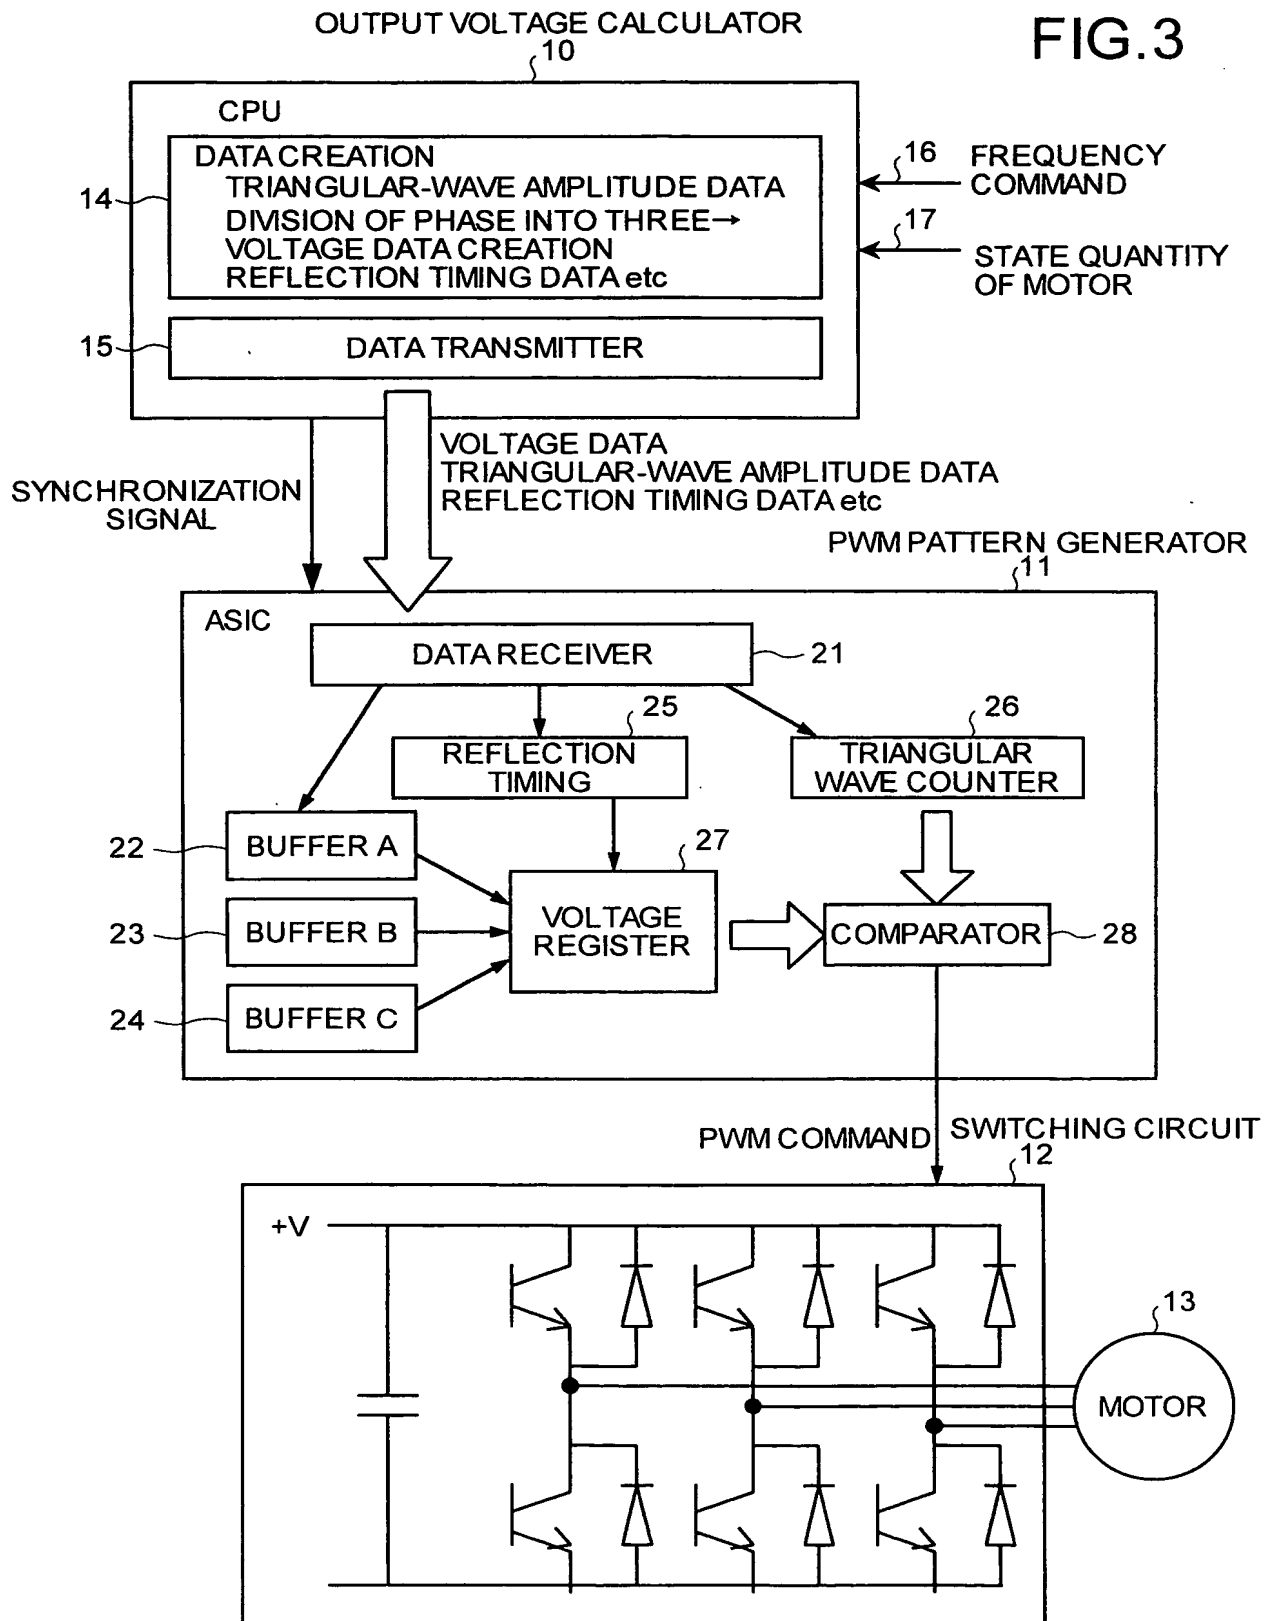 OUTPUT VOLTAGE CALCULATOR
FIG.3
10
CPU
DATA CREATION
TRIANGULAR-WAVE AMPLITUDE DATA
DIVISION OF PHASE INTO THREE→
VOLTAGE DATA CREATION
REFLECTION TIMING DATA etc
14
16
FREQUENCY
COMMAND
17
STATE QUANTITY
OF MOTOR
15
DATA TRANSMITTER
SYNCHRONIZATION
SIGNAL
VOLTAGE DATA
TRIANGULAR-WAVE AMPLITUDE DATA
REFLECTION TIMING DATA etc
PWM PATTERN GENERATOR
11
ASIC
DATA RECEIVER
21
25
REFLECTION
TIMING
26
TRIANGULAR
WAVE COUNTER
22
BUFFER A
23
BUFFER B
24
BUFFER C
27
VOLTAGE
REGISTER
COMPARATOR
28
PWM COMMAND
SWITCHING CIRCUIT
12
+V
13
MOTOR